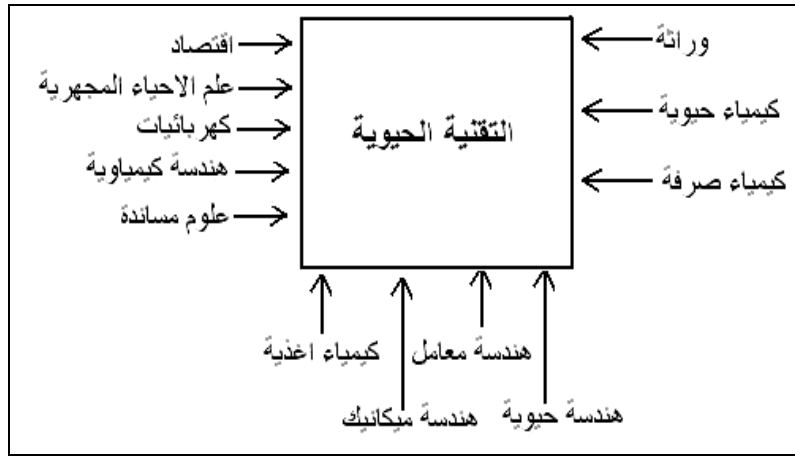 وراثة
كيمياء حيوية
كيمياء صرفة
التقنية الحيوية
اقتصاد
علم الاحياء المجهرية
كهربائيات
هندسة كيمياوية
علوم مساندة
هندسة حيوية
هندسة معامل
هندسة ميكانيك
كيمياء اغذية